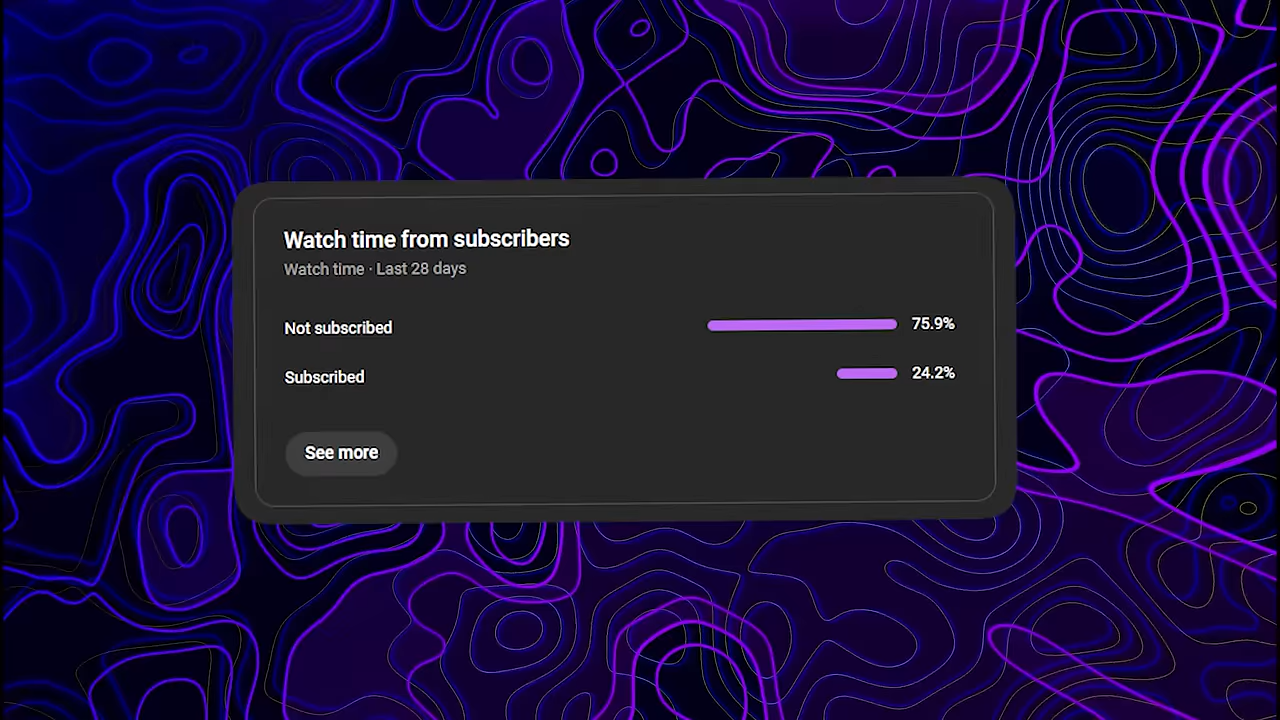 Watch time from subscribers
Watch time · Last 28 days
Not subscribed 75.9%
Subscribed 24.2%
See more